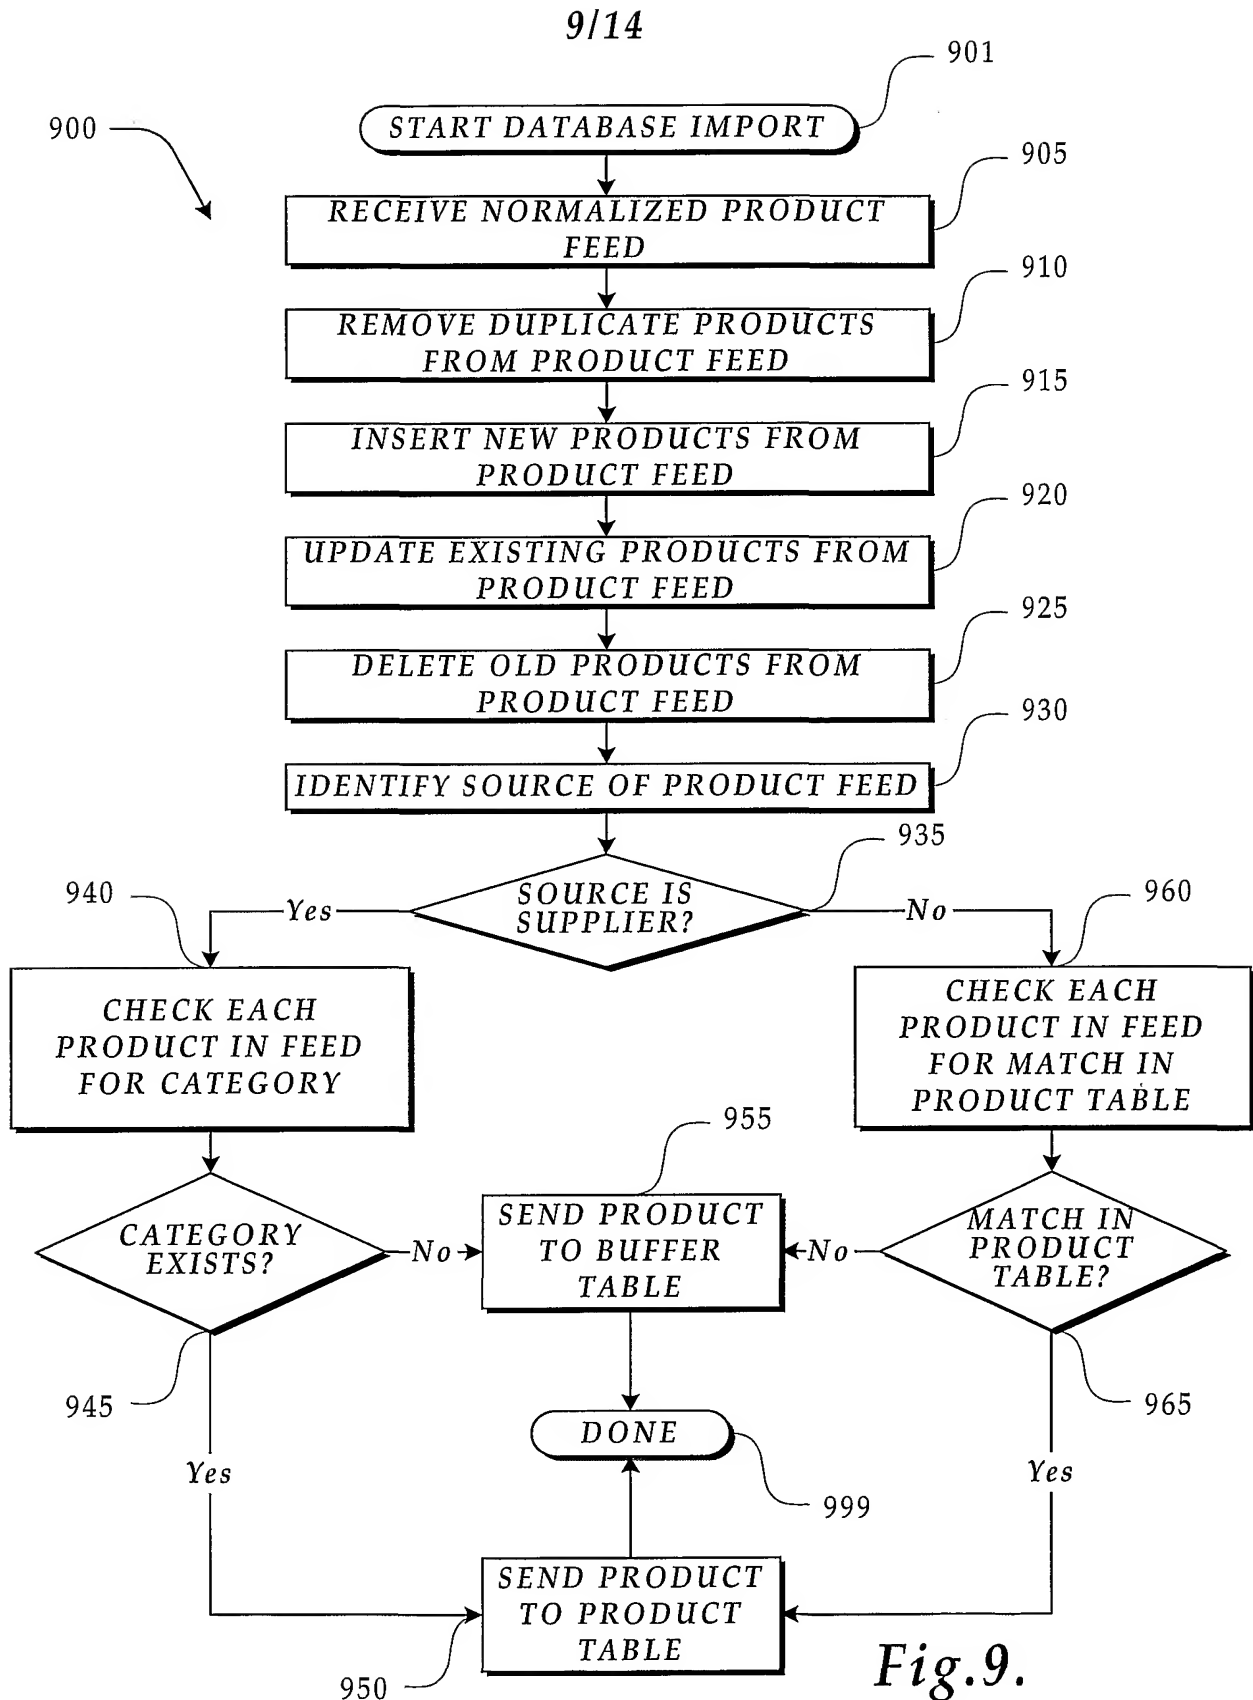 9/14
901
START DATABASE IMPORT
900
905
RECEIVE NORMALIZED PRODUCT
FEED
910
REMOVE DUPLICATE PRODUCTS
FROM PRODUCT FEED
915
INSERT NEW PRODUCTS FROM
PRODUCT FEED
920
UPDATE EXISTING PRODUCTS FROM
PRODUCT FEED
925
DELETE OLD PRODUCTS FROM
PRODUCT FEED
930
IDENTIFY SOURCE OF PRODUCT FEED
935
SOURCE IS
SUPPLIER?
Yes
No
940
CHECK EACH
PRODUCT IN FEED
FOR CATEGORY
960
CHECK EACH
PRODUCT IN FEED
FOR MATCH IN
PRODUCT TABLE
955
CATEGORY
EXISTS?
No
SEND PRODUCT
TO BUFFER
TABLE
No
MATCH IN
PRODUCT
TABLE?
945
965
DONE
Yes
Yes
999
SEND PRODUCT
TO PRODUCT
TABLE
950
Fig.9.